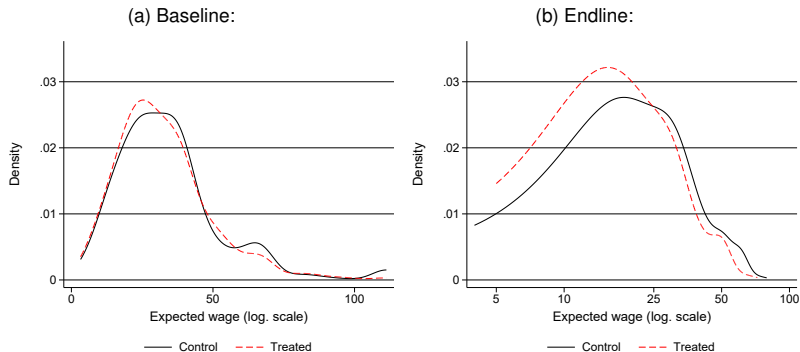 (a) Baseline:
.03
.02
.01
0
Density
0 50 100
Expected wage (log. scale)
Control Treated
(b) Endline:
.03
.02
.01
0
Density
5 10 25 50 100
Expected wage (log. scale)
Control Treated